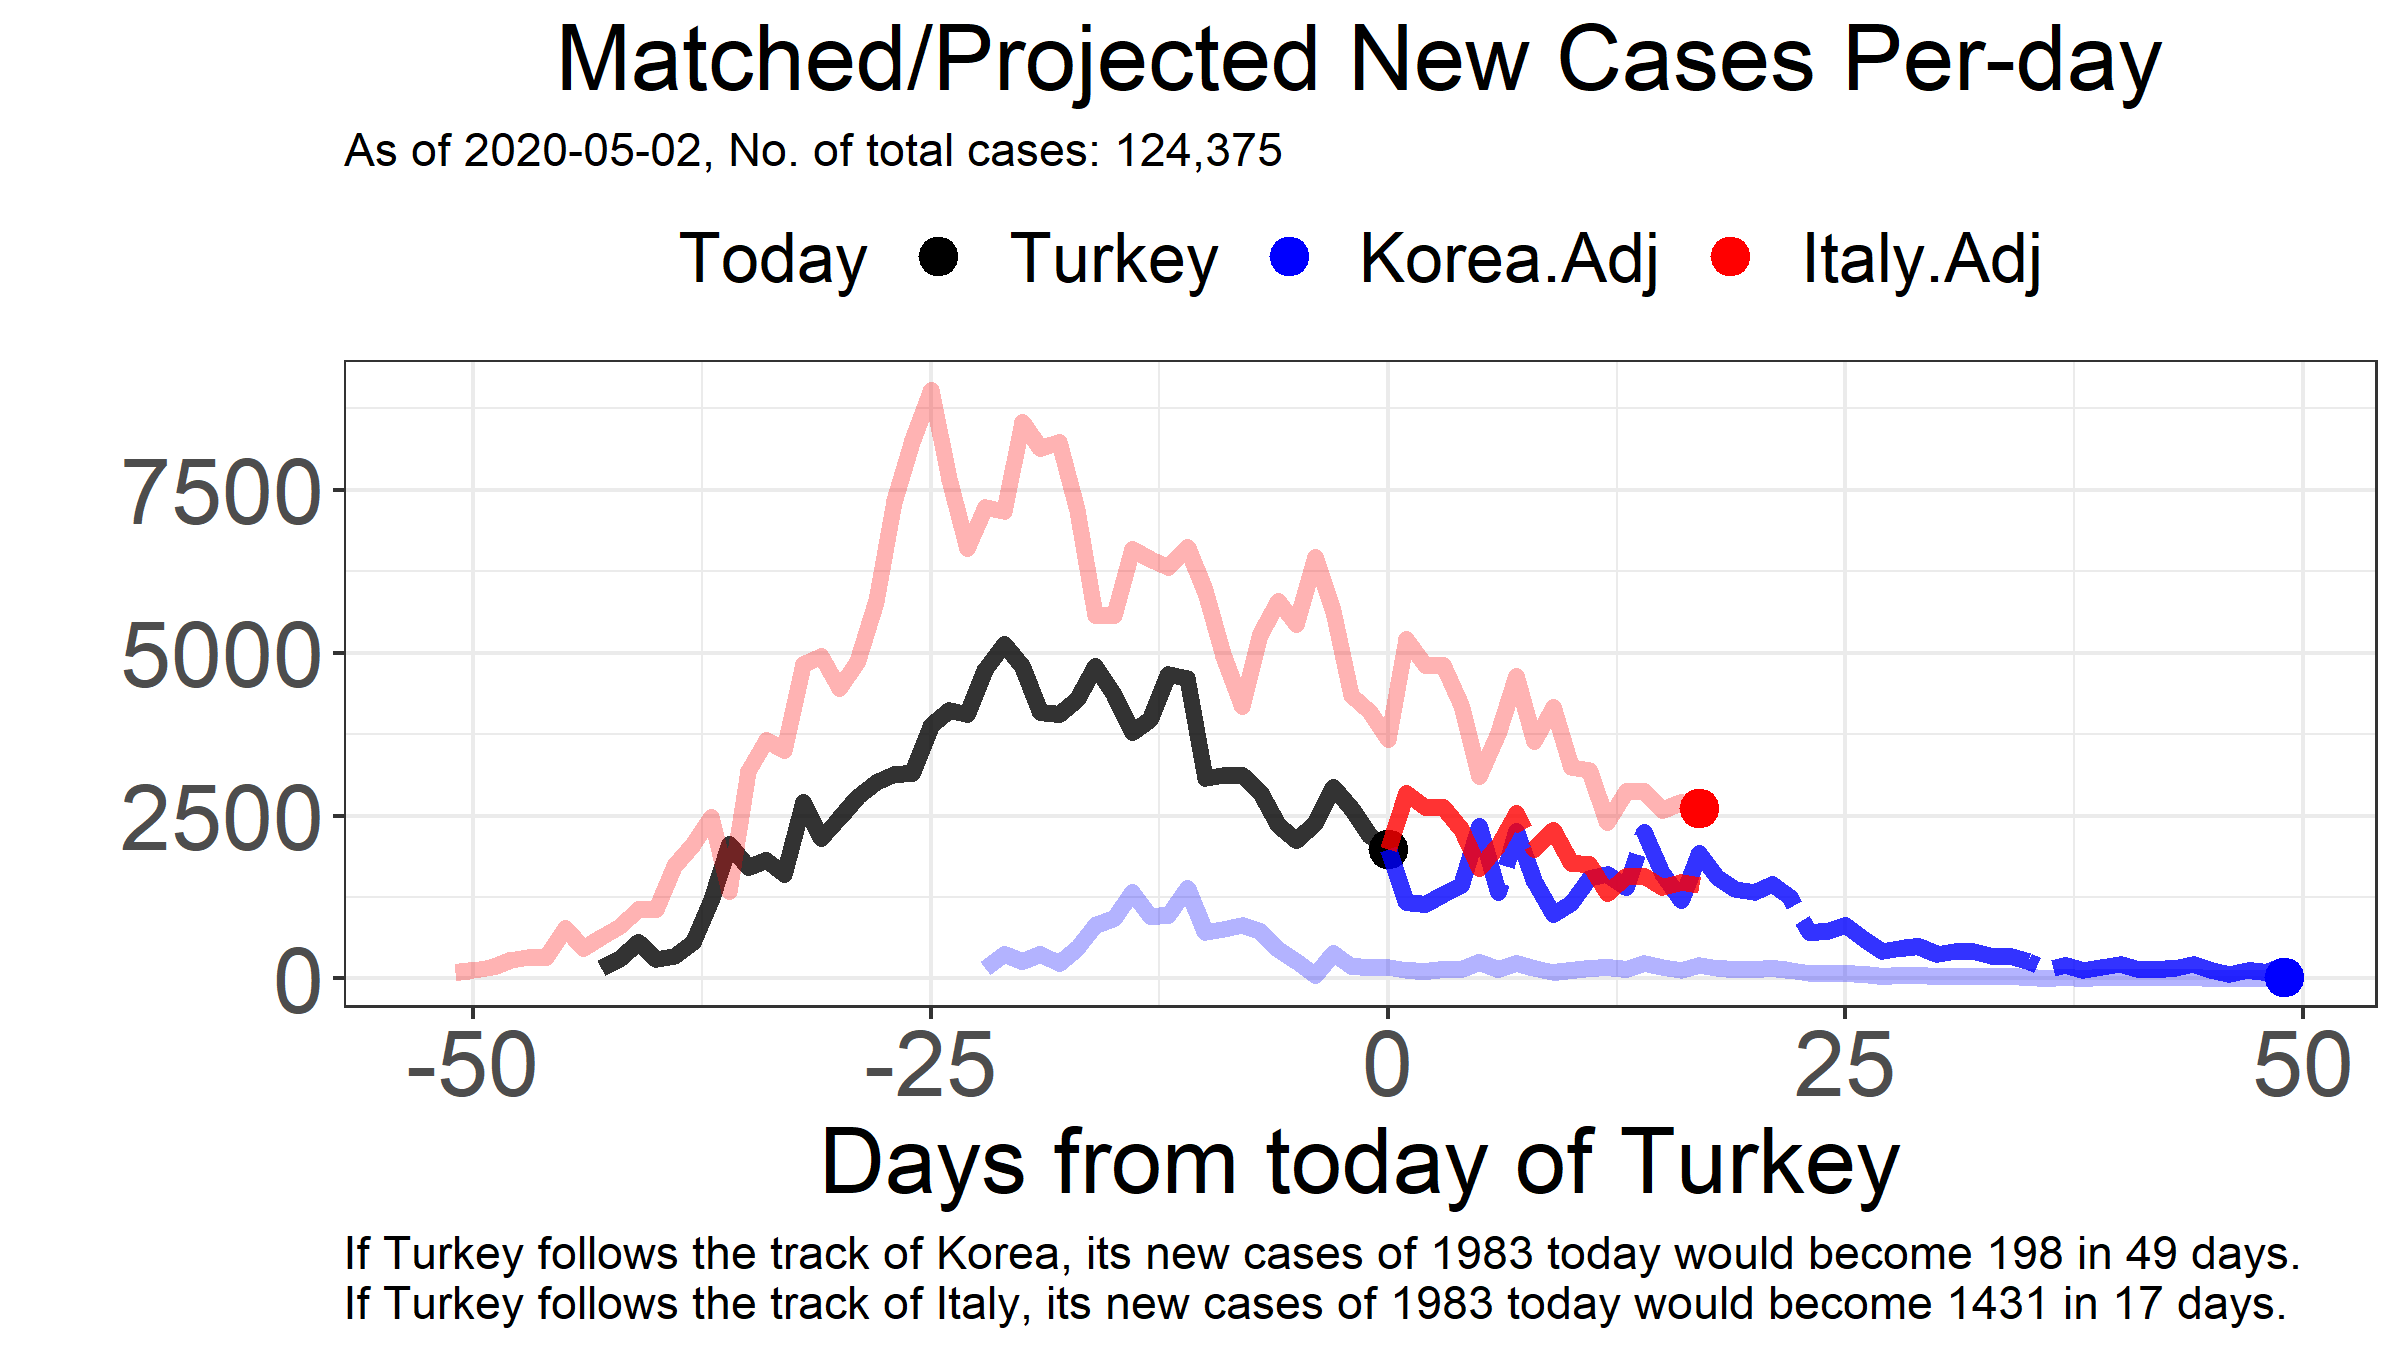 Matched/Projected New Cases Per-day
As of 2020-05-02, No. of total cases: 124,375
Today Turkey Korea.Adj Italy.Adj
7500
5000
2500
0
-50 -25 0 25 50
Days from today of Turkey
If Turkey follows the track of Korea, its new cases of 1983 today would become 198 in 49 days.
If Turkey follows the track of Italy, its new cases of 1983 today would become 1431 in 17 days.